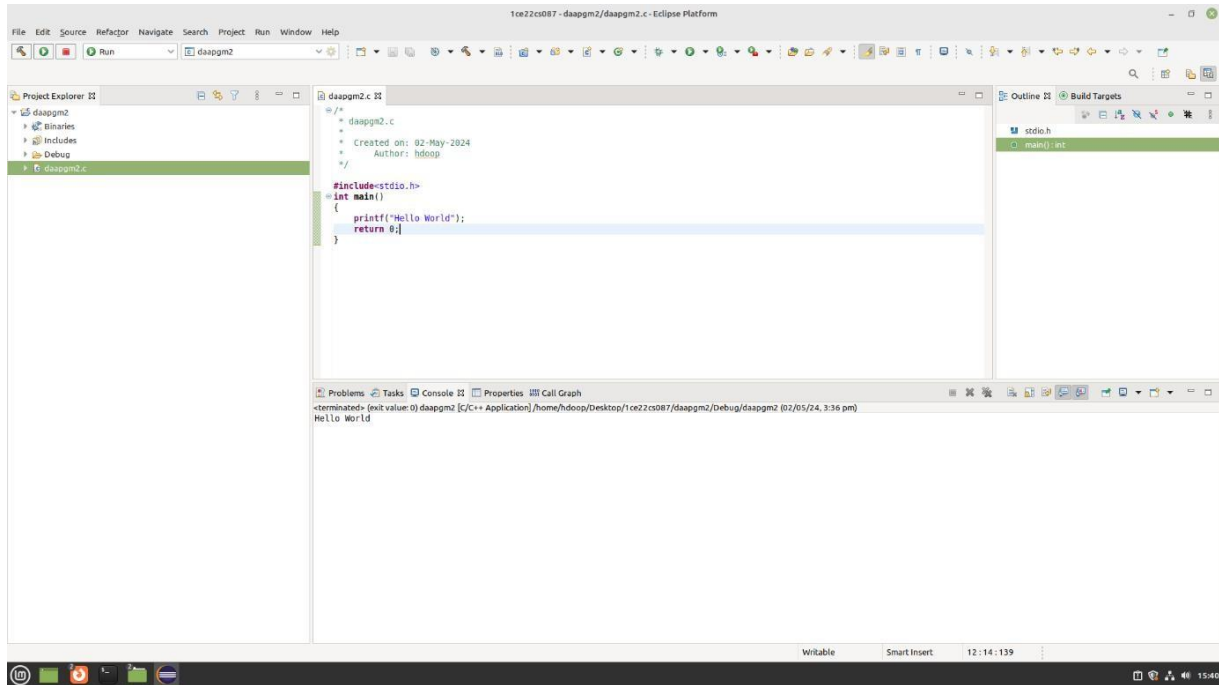 1ce22cs087 - daapgm2/daapgm2.c - Eclipse Platform
File Edit Source Refactor Navigate Search Project Run Window Help
Run daapgm2
Project Explorer
daapgm2
Binaries
Includes
Debug
daapgm2.c
daapgm2.c
/*
* daapgm2.c
*
* Created on: 02-May-2024
* Author: hdoop
*/
#include<stdio.h>
int main()
{
printf("Hello World");
return 0;
}
Outline Build Targets
stdio.h
main() : int
Problems Tasks Console Properties Call Graph
<terminated> (exit value: 0) daapgm2 [C/C++ Application] /home/hdoop/Desktop/1ce22cs087/daapgm2/Debug/daapgm2 (02/05/24, 3:36 pm)
Hello World
Writable Smart Insert 12 : 14 : 139
15:40